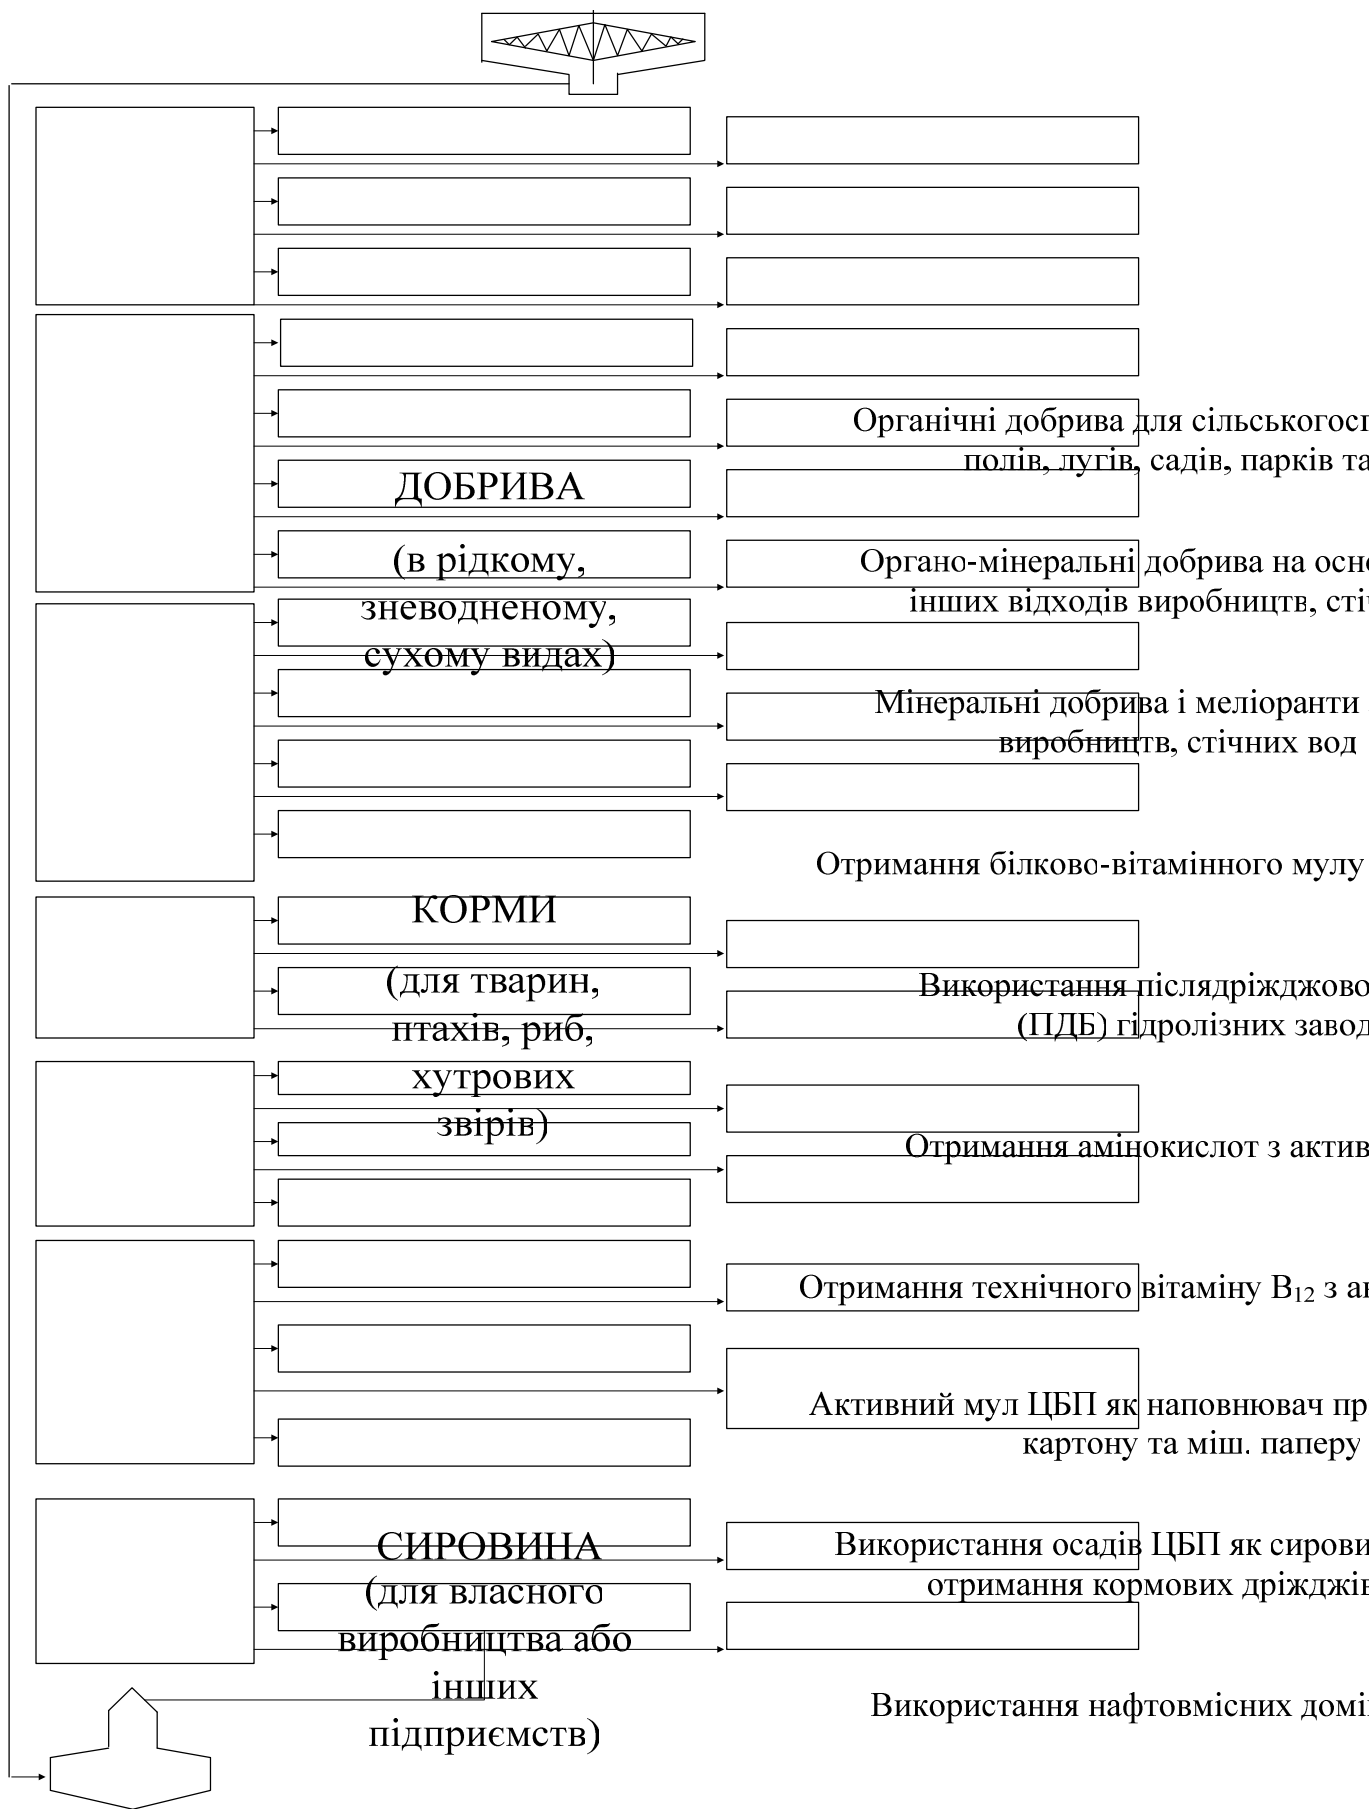 Органічні добрива для сільськогосп
полів, лугів, садів, парків та
ДОБРИВА
(в рідкому,
зневодненому,
сухому видах)
Органо-мінеральні добрива на осно
інших відходів виробництв, стіч
Мінеральні добрива і меліоранти
виробництв, стічних вод
Отримання білково-вітамінного мулу
КОРМИ
(для тварин,
птахів, риб,
хутрових
звірів)
Використання післядріжджово
(ПДБ) гідролізних завод
Отримання амінокислот з актив
Отримання технічного вітаміну В₁₂ з ак
Активний мул ЦБП як наповнювач пр
картону та міш. паперу
СИРОВИНА
(для власного
виробництва або
інших
підприємств)
Використання осадів ЦБП як сирови
отримання кормових дріжджів
Використання нафтовмісних домі